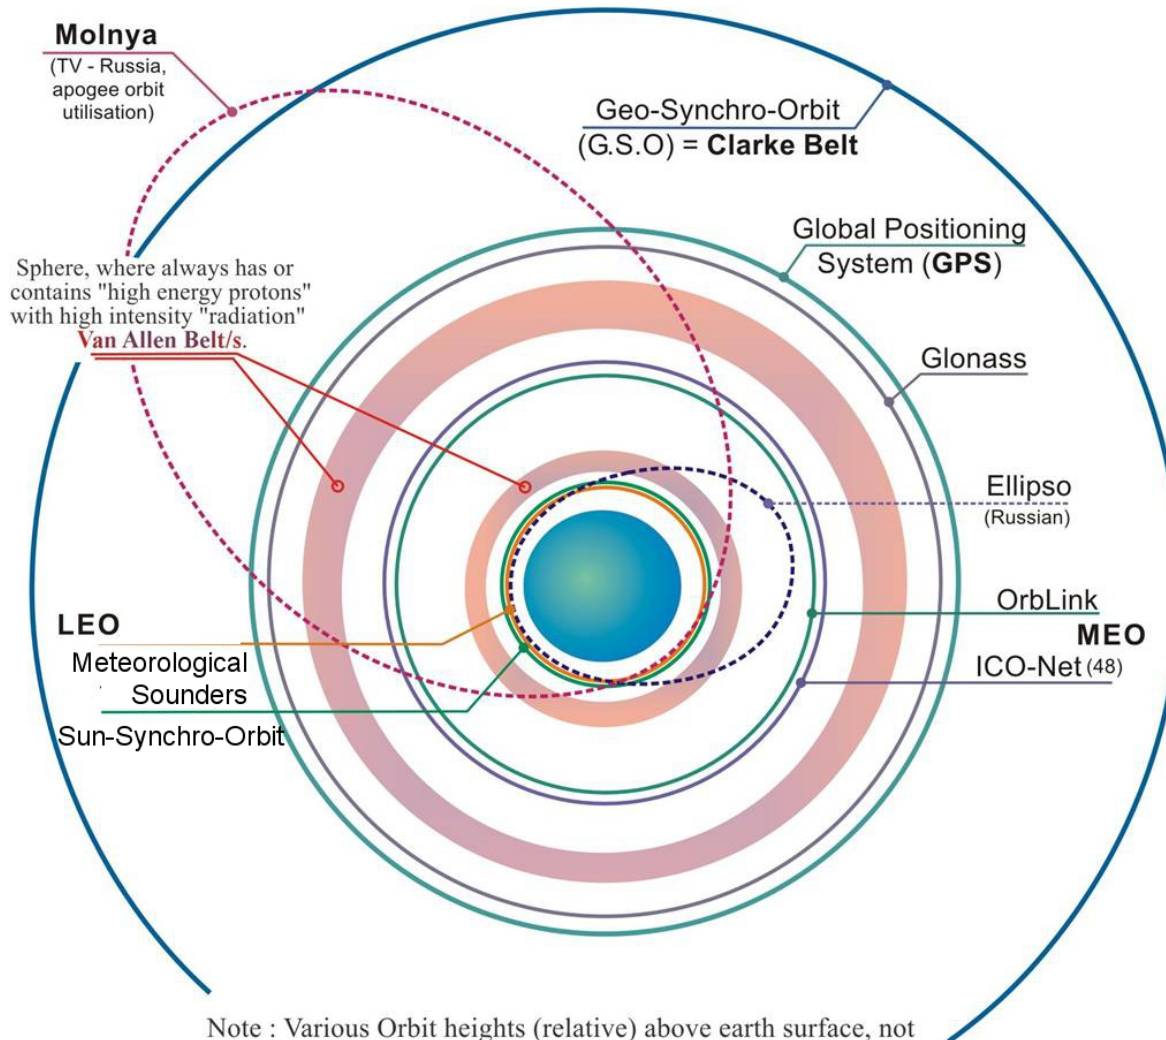 Molnya
(TV - Russia,
apogee orbit
utilisation)
Geo-Synchro-Orbit
(G.S.O) = Clarke Belt
Global Positioning
System (GPS)
Sphere, where always has or
contains "high energy protons"
with high intensity "radiation"
Van Allen Belt/s.
Glonass
Ellipso
(Russian)
OrbLink
MEO
ICO-Net (48)
LEO
Meteorological
Sounders
Sun-Synchro-Orbit
Note : Various Orbit heights (relative) above earth surface, not